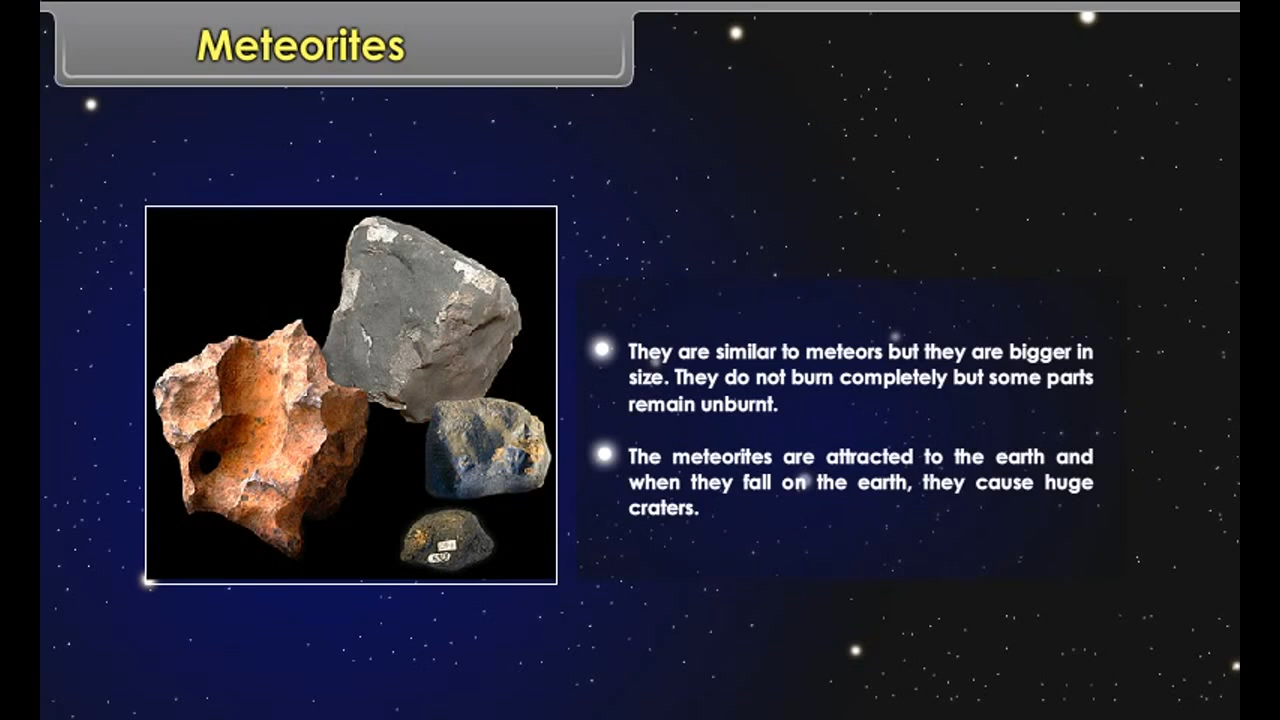 Meteorites
They are similar to meteors but they are bigger in
size. They do not burn completely but some parts
remain unburnt.
The meteorites are attracted to the earth and
when they fall on the earth, they cause huge
craters.